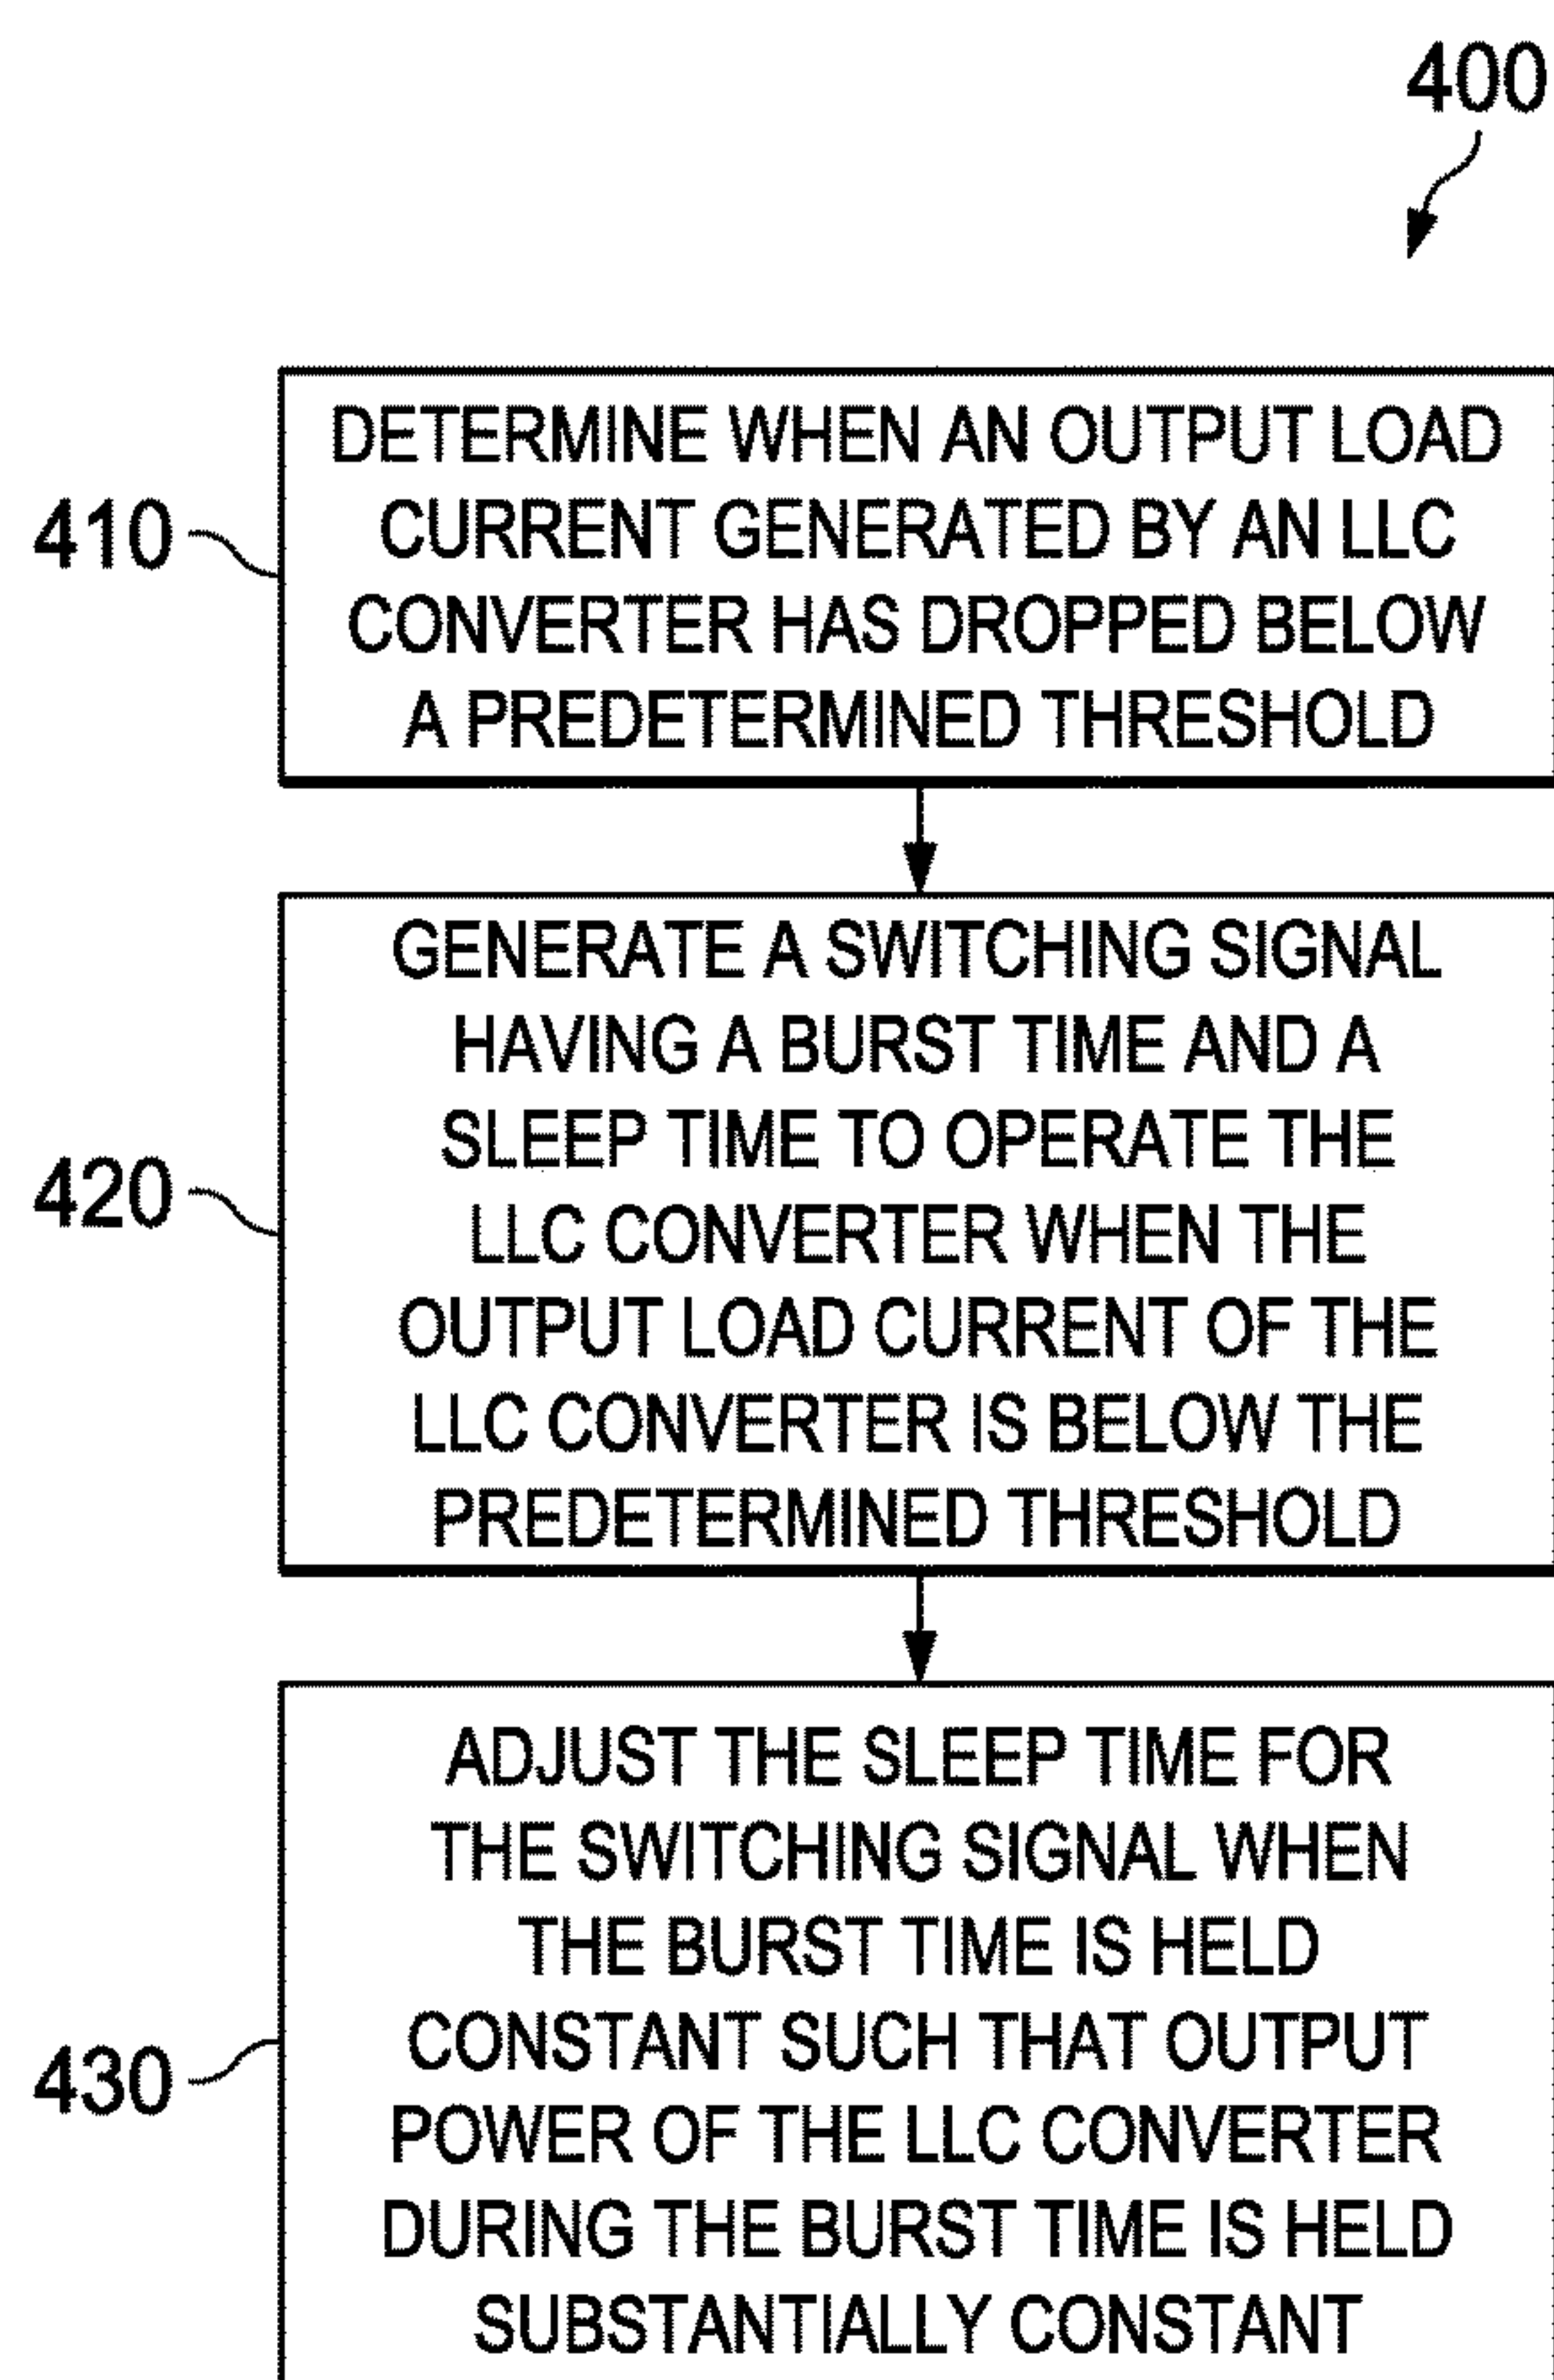 400
410
DETERMINE WHEN AN OUTPUT LOAD
CURRENT GENERATED BY AN LLC
CONVERTER HAS DROPPED BELOW
A PREDETERMINED THRESHOLD
420
GENERATE A SWITCHING SIGNAL
HAVING A BURST TIME AND A
SLEEP TIME TO OPERATE THE
LLC CONVERTER WHEN THE
OUTPUT LOAD CURRENT OF THE
LLC CONVERTER IS BELOW THE
PREDETERMINED THRESHOLD
430
ADJUST THE SLEEP TIME FOR
THE SWITCHING SIGNAL WHEN
THE BURST TIME IS HELD
CONSTANT SUCH THAT OUTPUT
POWER OF THE LLC CONVERTER
DURING THE BURST TIME IS HELD
SUBSTANTIALLY CONSTANT